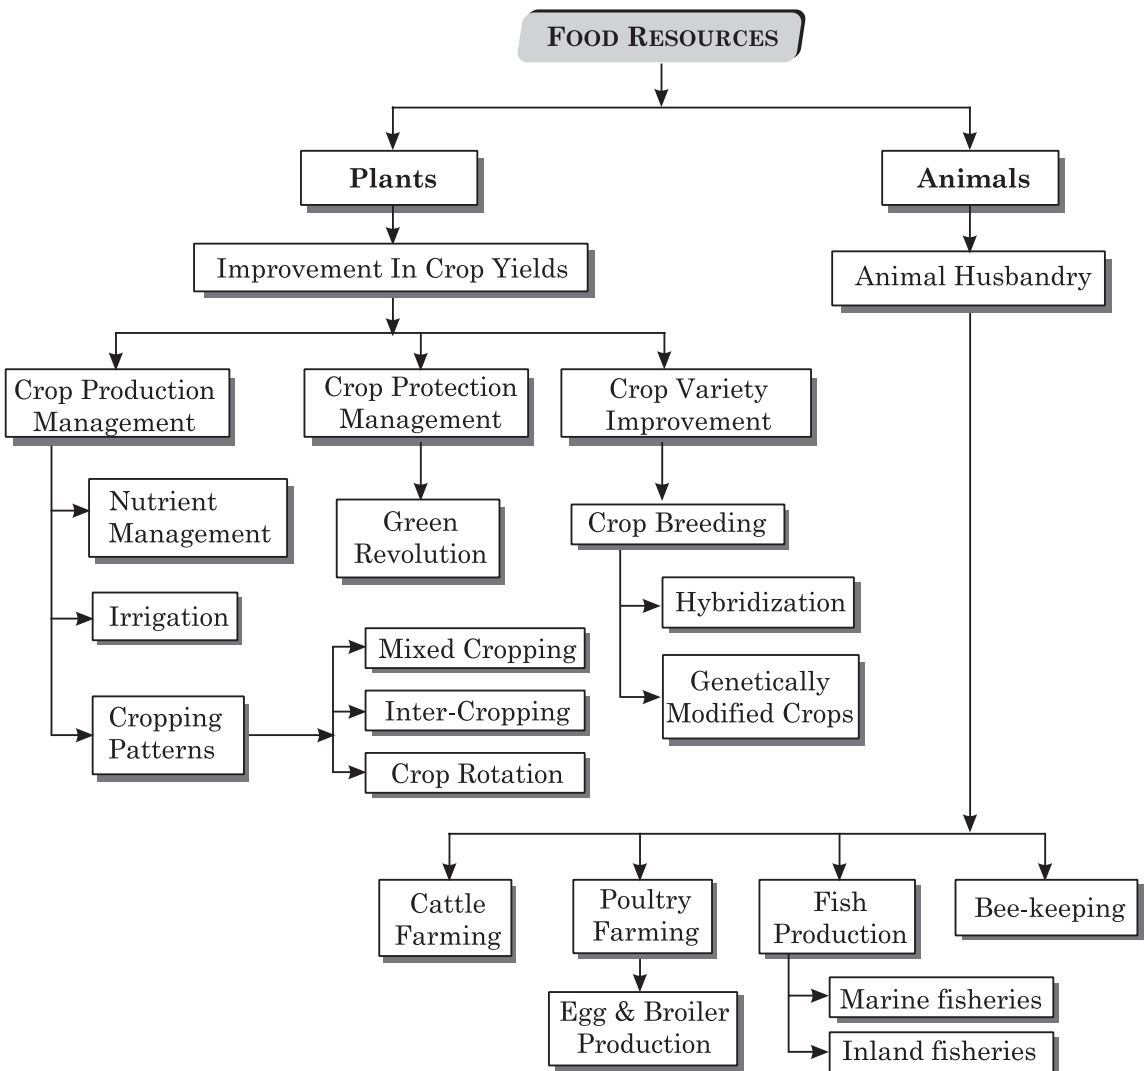 FOOD RESOURCES
Plants
Animals
Improvement In Crop Yields
Animal Husbandry
Crop Production
Management
Crop Protection
Management
Crop Variety
Improvement
Nutrient
Management
Green
Revolution
Crop Breeding
Irrigation
Hybridization
Mixed Cropping
Genetically
Modified Crops
Cropping
Patterns
Inter-Cropping
Crop Rotation
Cattle
Farming
Poultry
Farming
Fish
Production
Bee-keeping
Egg & Broiler
Production
Marine fisheries
Inland fisheries